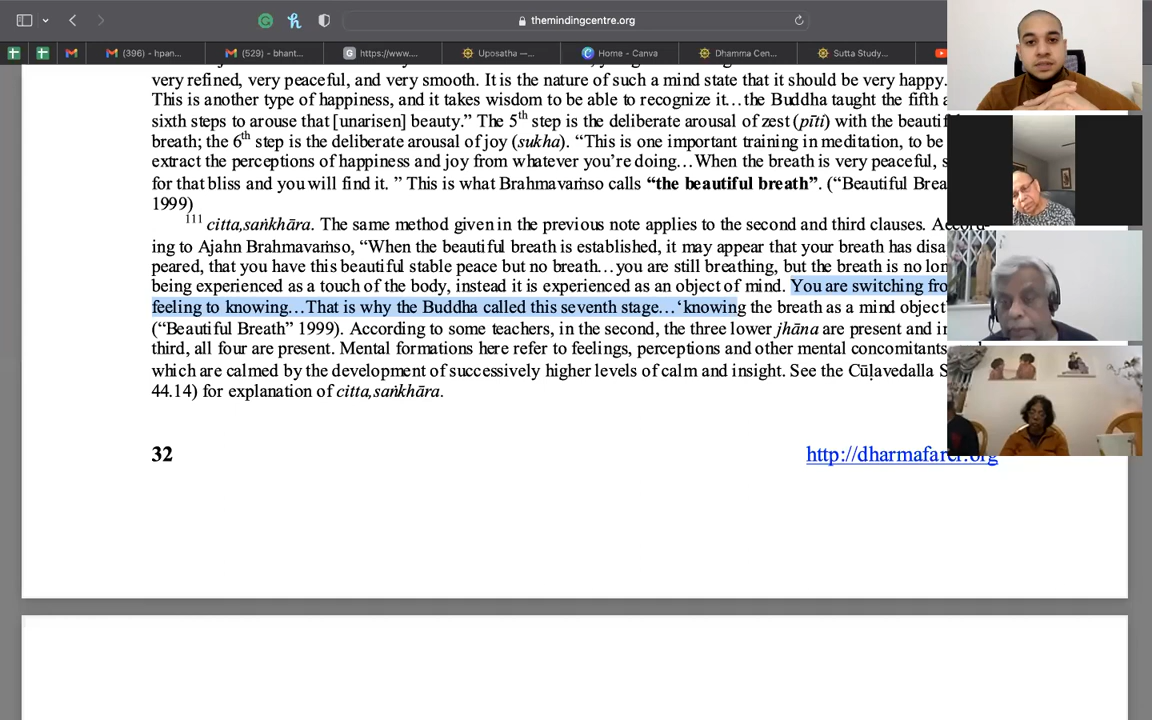 themindingcentre.org
(396) - hpan...
(529) - bhant...
G
https://www....
Uposatha —...
Home - Canva
Dhamma Cen...
Sutta Study...
very refined, very peaceful, and very smooth. It is the nature of such a mind state that it should be very happy.
This is another type of happiness, and it takes wisdom to be able to recognize it…the Buddha taught the fifth a
sixth steps to arouse that [unarisen] beauty.” The 5th step is the deliberate arousal of zest (pīti) with the beautif
breath; the 6th step is the deliberate arousal of joy (sukha). “This is one important training in meditation, to be
extract the perceptions of happiness and joy from whatever you’re doing…When the breath is very peaceful, s
for that bliss and you will find it. ” This is what Brahmavaṁso calls “the beautiful breath”. (“Beautiful Brea
1999)
111 citta,saṅkhāra. The same method given in the previous note applies to the second and third clauses. Accord-
ing to Ajahn Brahmavaṁso, “When the beautiful breath is established, it may appear that your breath has disa
peared, that you have this beautiful stable peace but no breath…you are still breathing, but the breath is no lon
being experienced as a touch of the body, instead it is experienced as an object of mind. You are switching fro
feeling to knowing…That is why the Buddha called this seventh stage…‘knowing the breath as a mind object
(“Beautiful Breath” 1999). According to some teachers, in the second, the three lower jhāna are present and in
third, all four are present. Mental formations here refer to feelings, perceptions and other mental concomitants,
which are calmed by the development of successively higher levels of calm and insight. See the Cūḷavedalla S
44.14) for explanation of citta,saṅkhāra.
32
http://dharmafarer.org